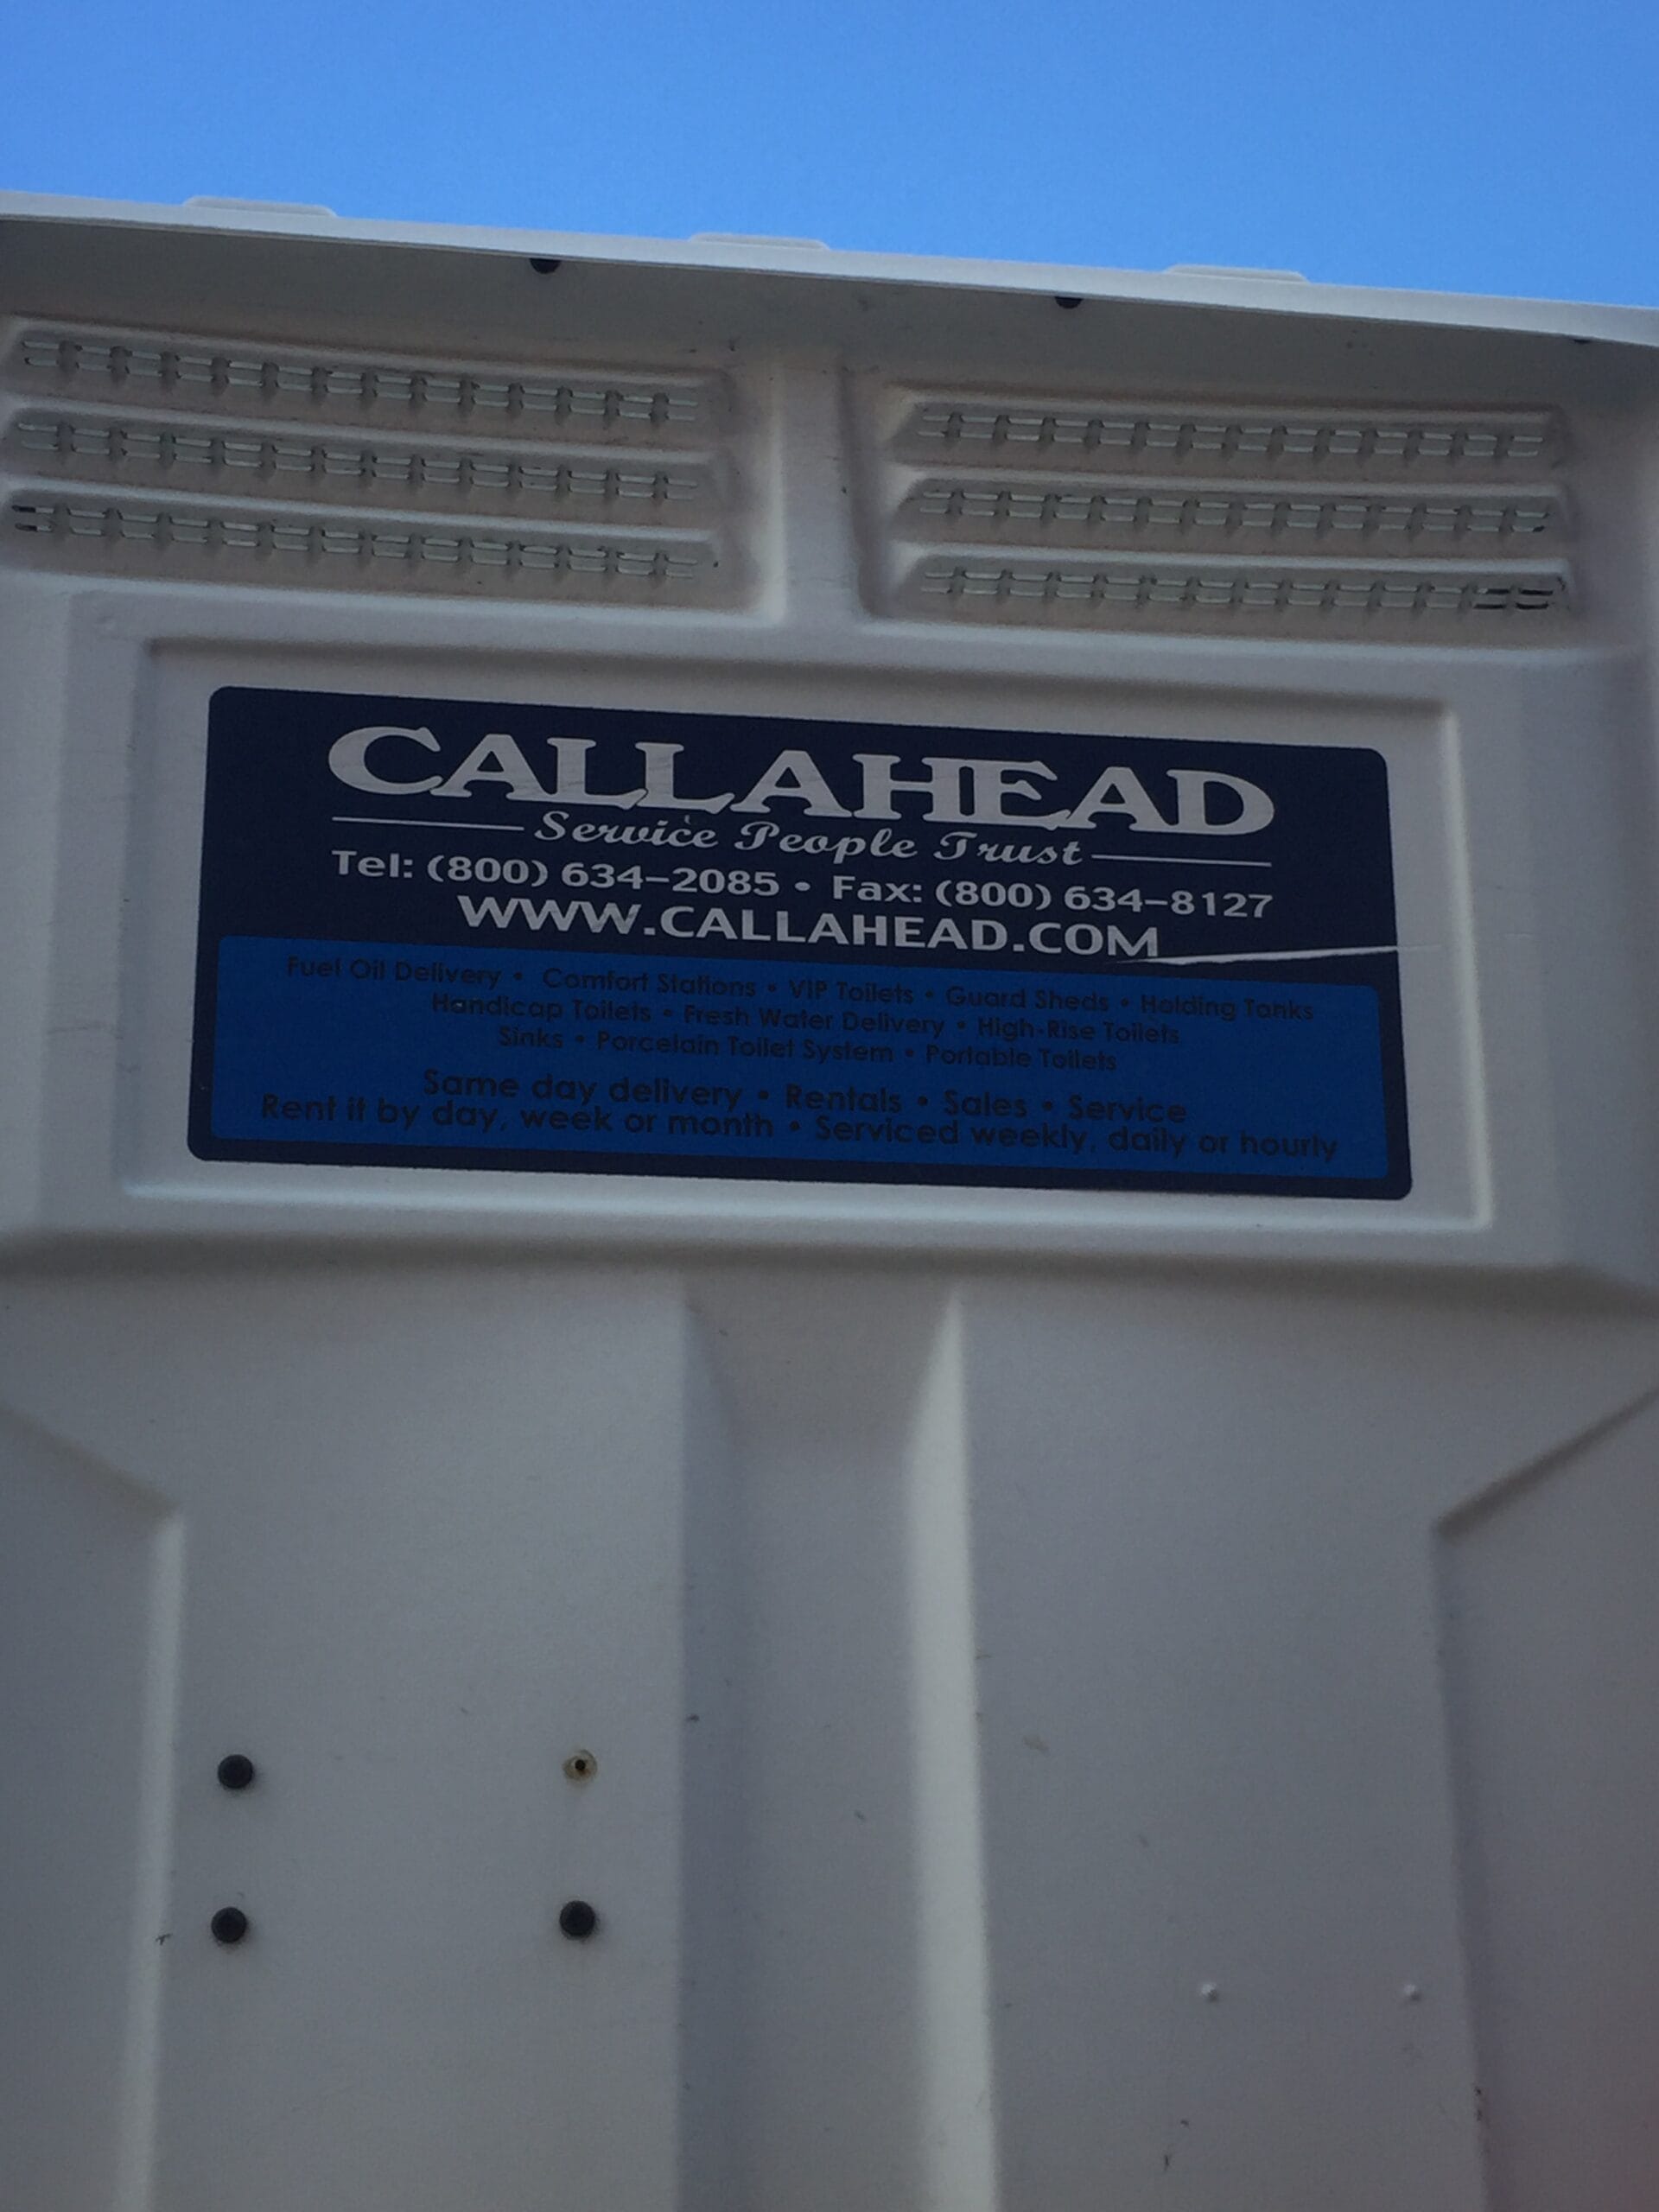 CALLAHEAD
Service People Trust
Tel: (800) 634-2085 • Fax: (800) 634-8127
WWW.CALLAHEAD.COM
Fuel Oil Delivery • Comfort Stations • VIP Toilets • Guard Sheds • Holding Tanks
Handicap Toilets • Fresh Water Delivery • High-Rise Toilets
Sinks • Porcelain Toilet System • Portable Toilets
Same day delivery • Rentals • Sales • Service
Rent it by day, week or month • Serviced weekly, daily or hourly